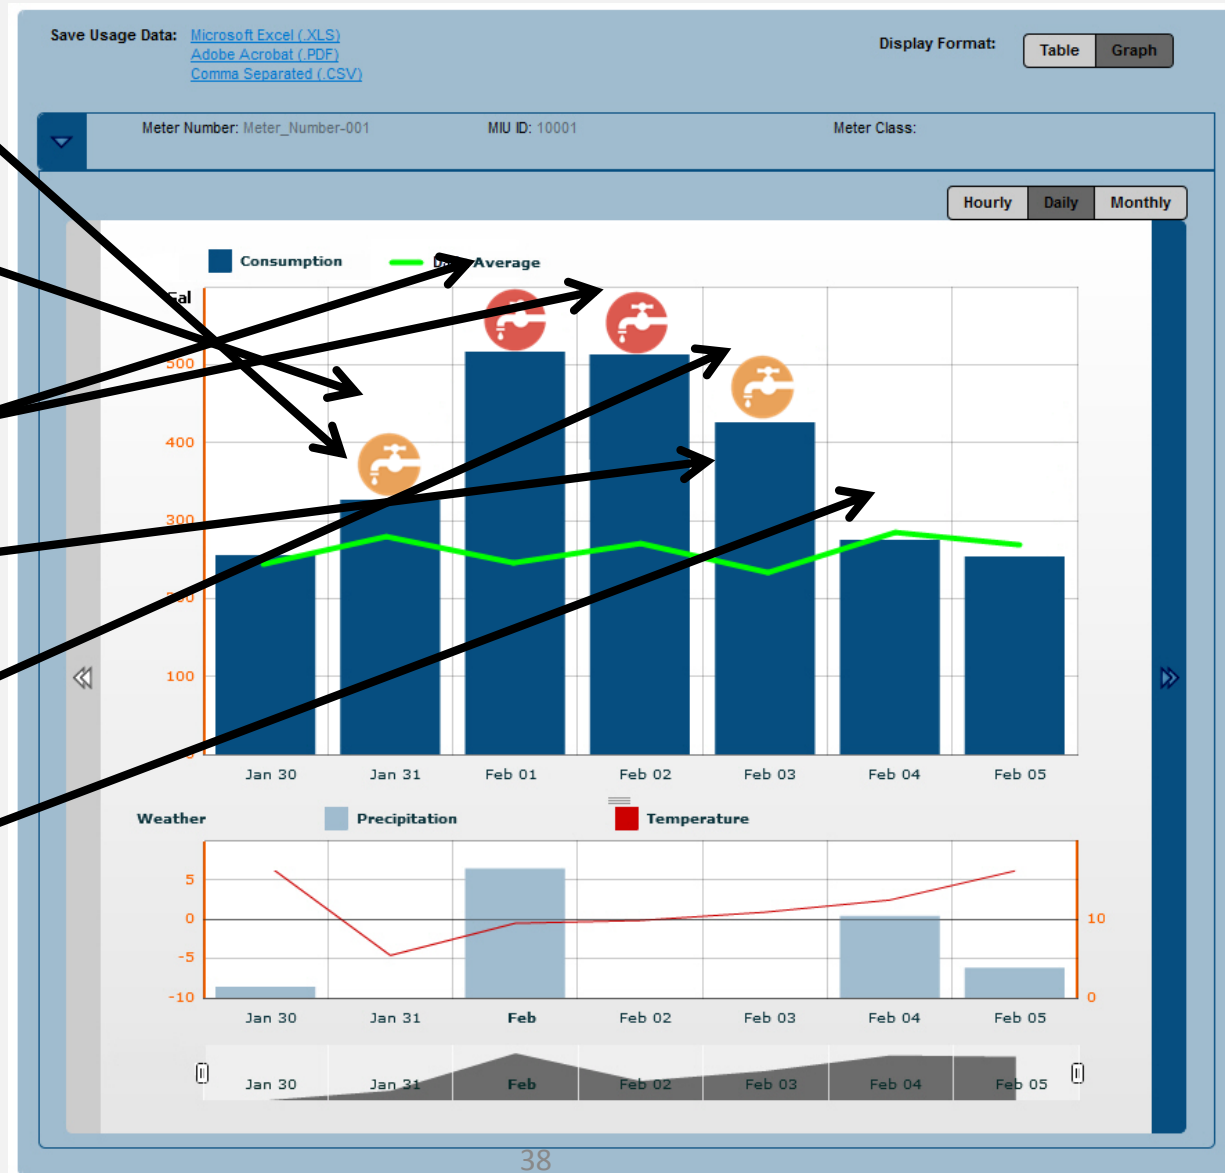 Save Usage Data: Microsoft Excel (.XLS)
Adobe Acrobat (.PDF)
Comma Separated (.CSV)
Display Format: Table Graph
Meter Number: Meter_Number-001 MIU ID: 10001 Meter Class:
Hourly Daily Monthly
Consumption Average
500
400
300
100
Jan 30 Jan 31 Feb 01 Feb 02 Feb 03 Feb 04 Feb 05
Weather Precipitation Temperature
5
0 10
-5
-10 0
Jan 30 Jan 31 Feb Feb 02 Feb 03 Feb 04 Feb 05
Jan 30 Jan 31 Feb Feb 02 Feb 03 Feb 04 Feb 05
38